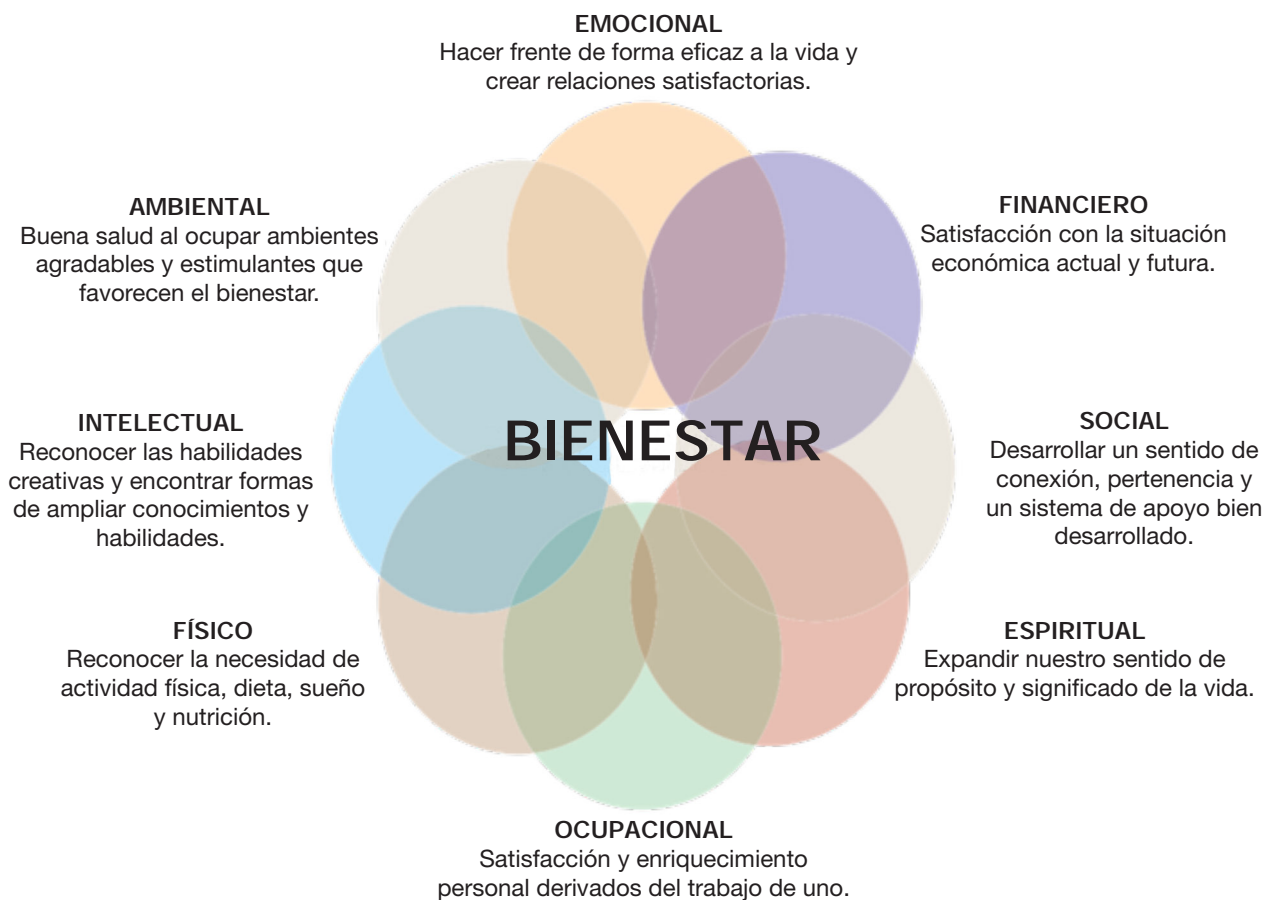 EMOCIONAL
Hacer frente de forma eficaz a la vida y
crear relaciones satisfactorias.
FINANCIERO
Satisfacción con la situación
económica actual y futura.
SOCIAL
Desarrollar un sentido de
conexión, pertenencia y
un sistema de apoyo bien
desarrollado.
ESPIRITUAL
Expandir nuestro sentido de
propósito y significado de la vida.
OCUPACIONAL
Satisfacción y enriquecimiento
personal derivados del trabajo de uno.
FÍSICO
Reconocer la necesidad de
actividad física, dieta, sueño
y nutrición.
INTELECTUAL
Reconocer las habilidades
creativas y encontrar formas
de ampliar conocimientos y
habilidades.
AMBIENTAL
Buena salud al ocupar ambientes
agradables y estimulantes que
favorecen el bienestar.
BIENESTAR